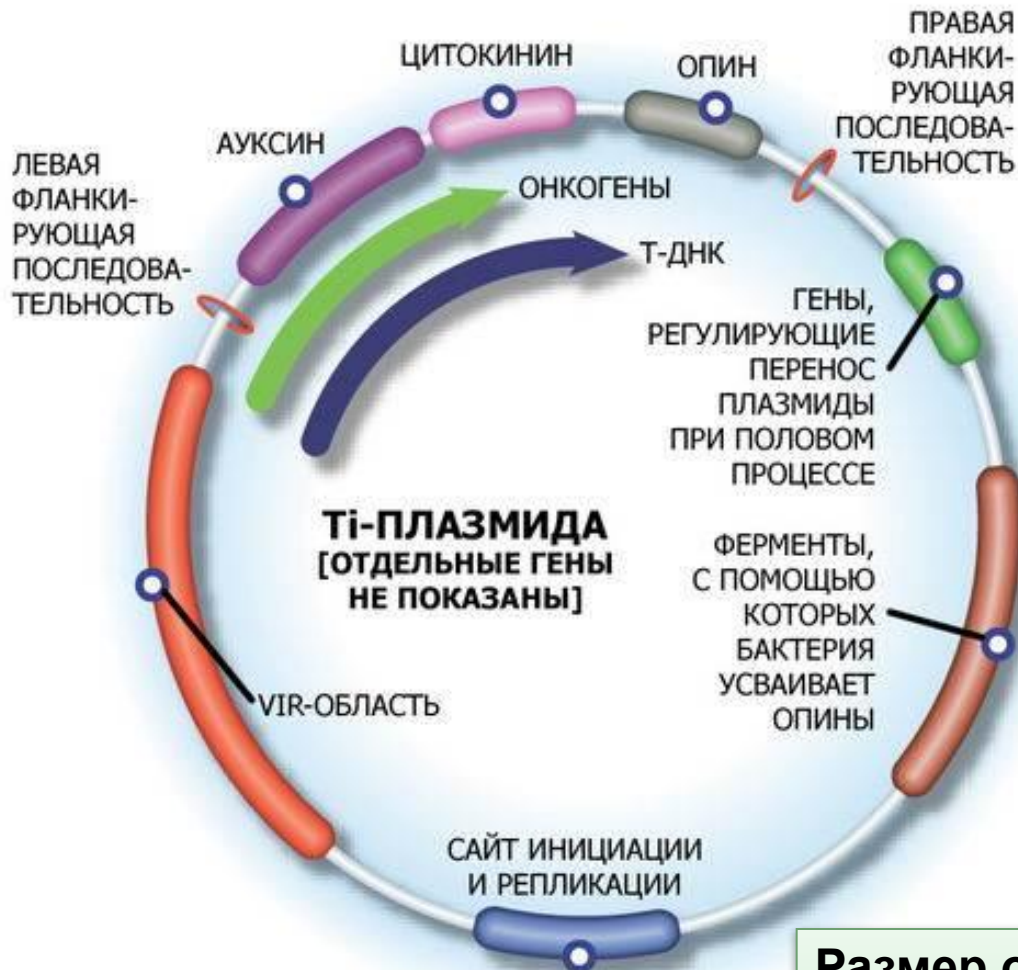 ЦИТОКИНИН
ОПИН
ПРАВАЯ
ФЛАНКИ-
РУЮЩАЯ
ПОСЛЕДОВА-
ТЕЛЬНОСТЬ
АУКСИН
ЛЕВАЯ
ФЛАНКИ-
РУЮЩАЯ
ПОСЛЕДОВА-
ТЕЛЬНОСТЬ
ОНКОГЕНЫ
Т-ДНК
ГЕНЫ,
РЕГУЛИРУЮЩИЕ
ПЕРЕНОС
ПЛАЗМИДЫ
ПРИ ПОЛОВОМ
ПРОЦЕССЕ
Ti-ПЛАЗМИДА
[ОТДЕЛЬНЫЕ ГЕНЫ
НЕ ПОКАЗАНЫ]
ФЕРМЕНТЫ,
С ПОМОЩЬЮ
КОТОРЫХ
БАКТЕРИЯ
УСВАИВАЕТ
ОПИНЫ
VIR-ОБЛАСТЬ
САЙТ ИНИЦИАЦИИ
И РЕПЛИКАЦИИ
Размер